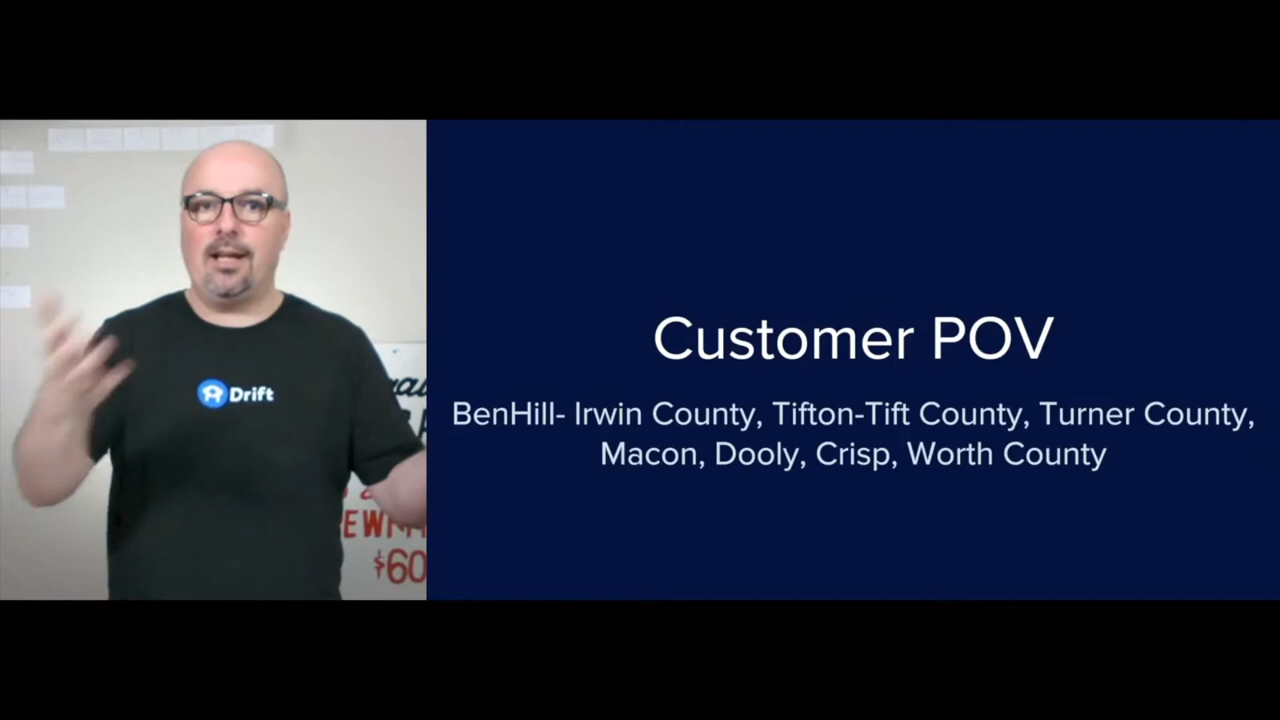 Drift
$60
Customer POV
BenHill- Irwin County, Tifton-Tift County, Turner County,
Macon, Dooly, Crisp, Worth County